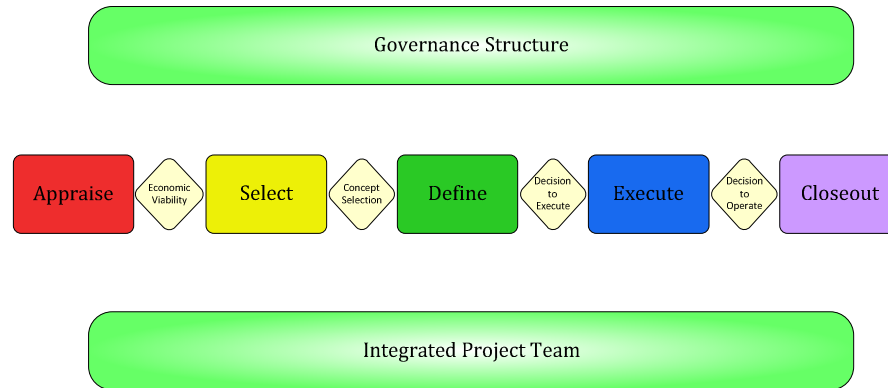 Governance Structure
Appraise
Economic
Viability
Select
Concept
Selection
Define
Decision
to
Execute
Execute
Decision
to
Operate
Closeout
Integrated Project Team